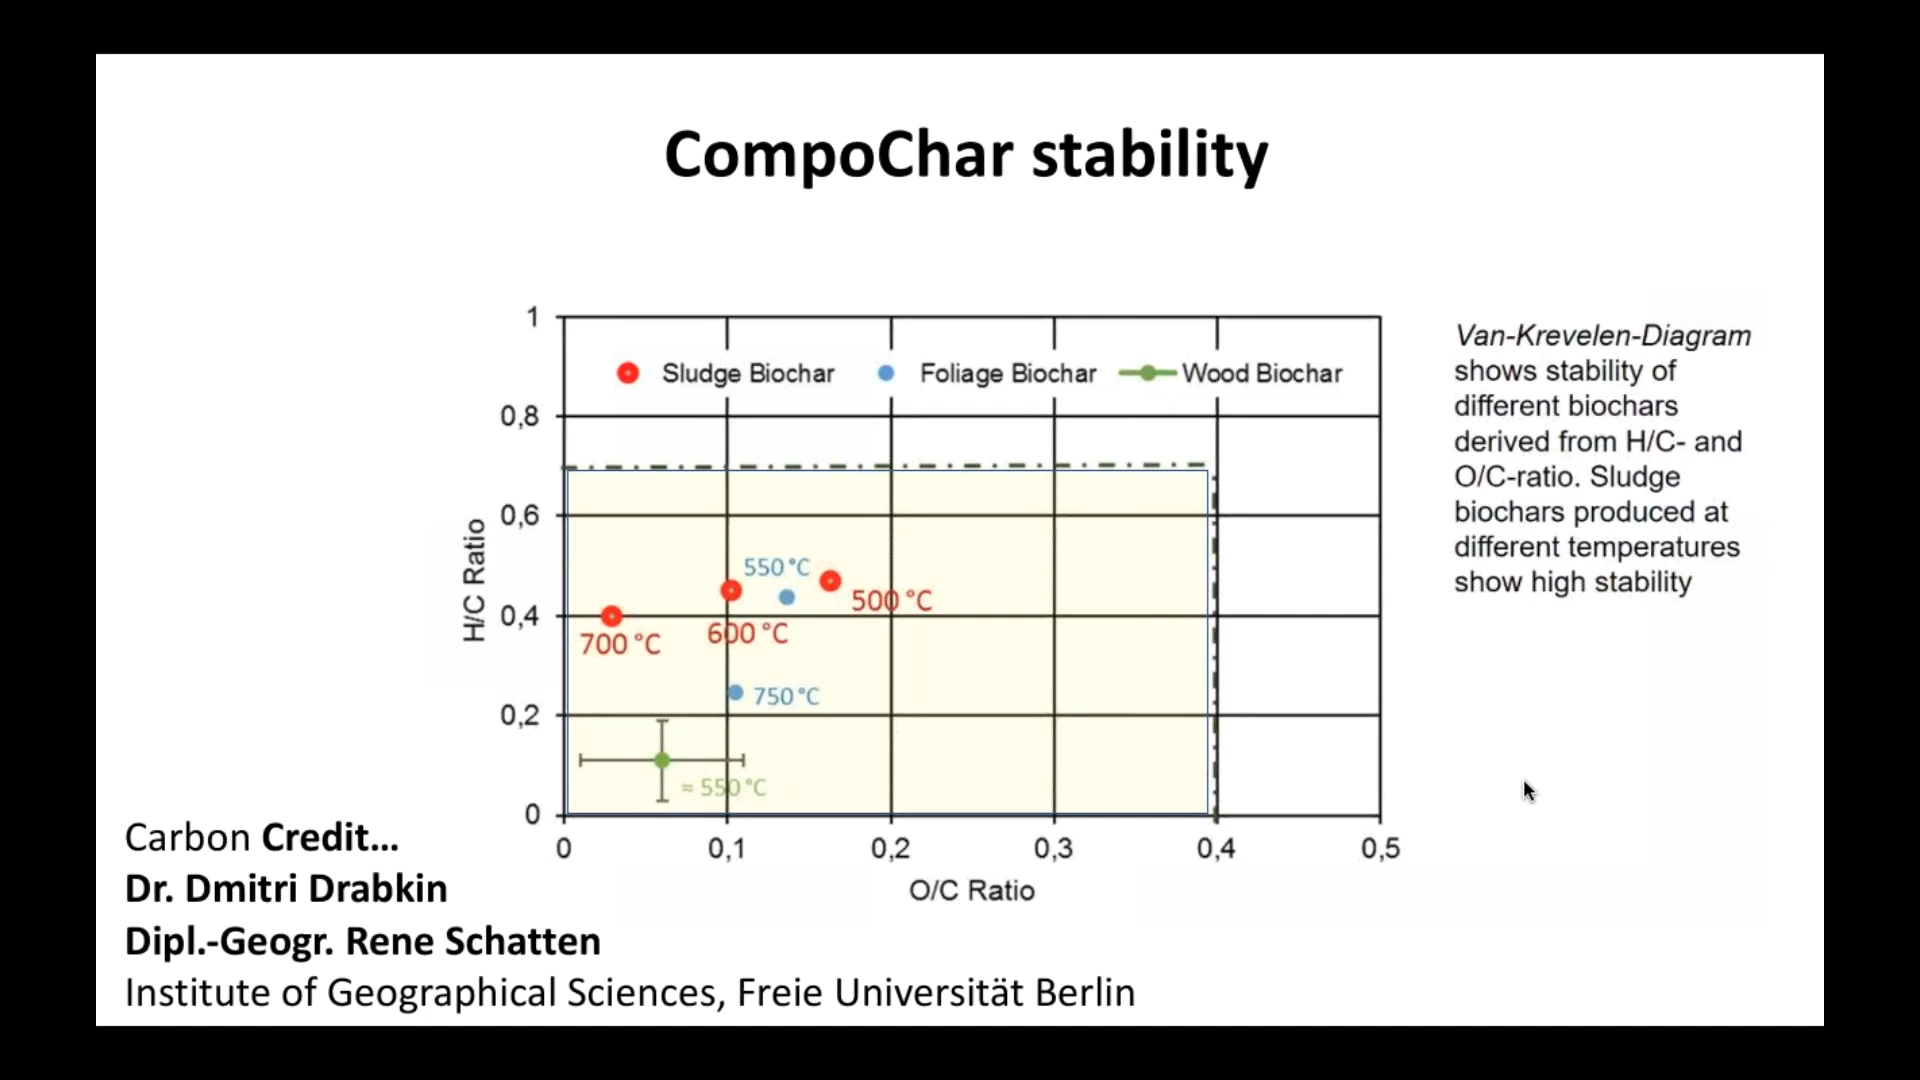 CompoChar stability
1
Sludge Biochar Foliage Biochar Wood Biochar
0,8
0,6
0,4
0,2
0
H/C Ratio
550 °C
500 °C
600 °C
700 °C
750 °C
≈ 550 °C
0 0,1 0,2 0,3 0,4 0,5
O/C Ratio
Van-Krevelen-Diagram
shows stability of
different biochars
derived from H/C- and
O/C-ratio. Sludge
biochars produced at
different temperatures
show high stability
Carbon Credit...
Dr. Dmitri Drabkin
Dipl.-Geogr. Rene Schatten
Institute of Geographical Sciences, Freie Universität Berlin